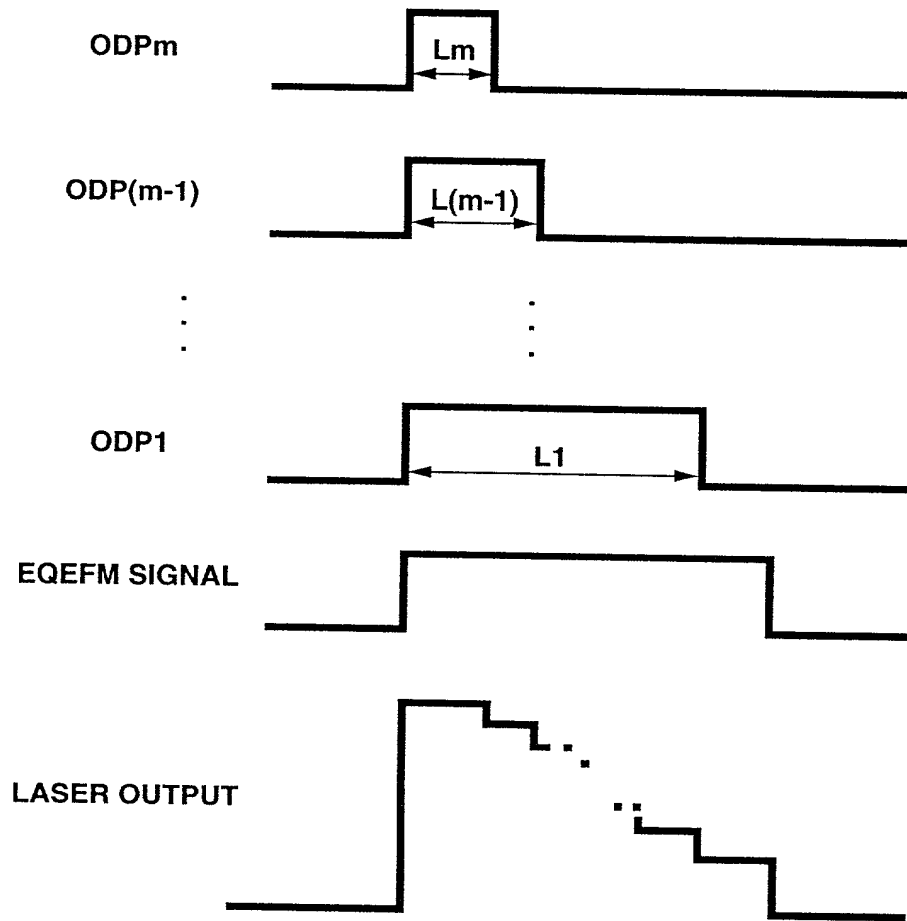 ODPm
Lm
ODP(m-1)
L(m-1)
ODP1
L1
EQEFM SIGNAL
LASER OUTPUT